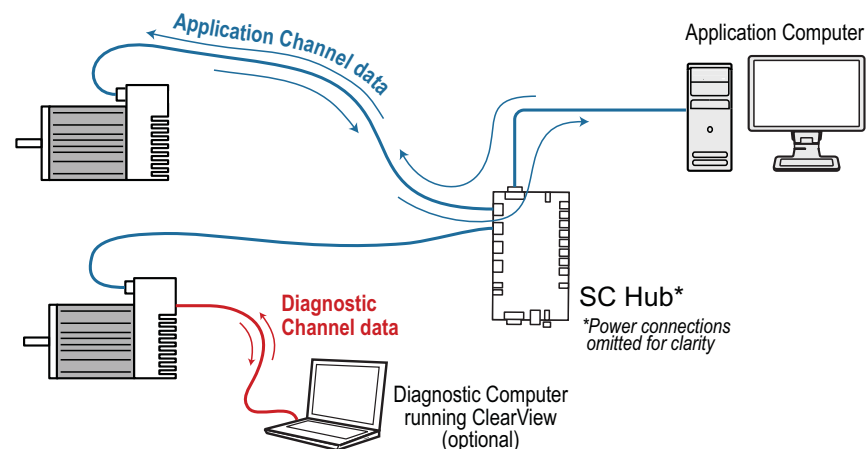 Application Computer
Application Channel data
SC Hub*
*Power connections
omitted for clarity
Diagnostic
Channel data
Diagnostic Computer
running ClearView
(optional)